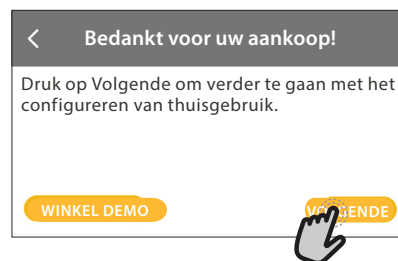 Bedankt voor uw aankoop!
Druk op Volgende om verder te gaan met het
configureren van thuisgebruik.
WINKEL DEMO
VOLGENDE